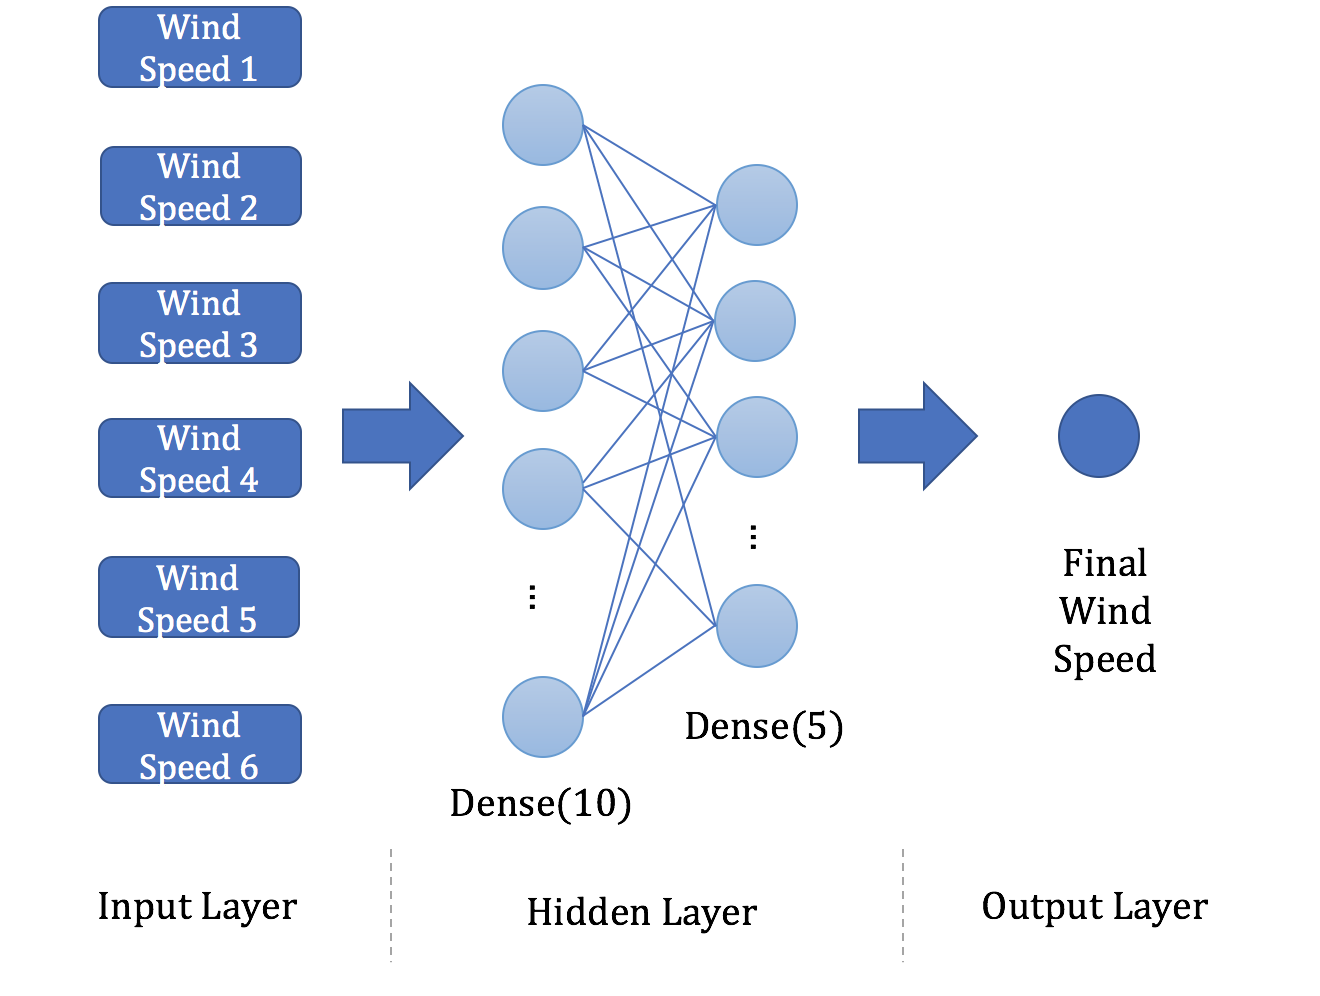 Wind
Speed 1
Wind
Speed 2
Wind
Speed 3
Wind
Speed 4
Wind
Speed 5
Wind
Speed 6
...
Dense(10)
...
Dense(5)
Final
Wind
Speed
Input Layer
Hidden Layer
Output Layer